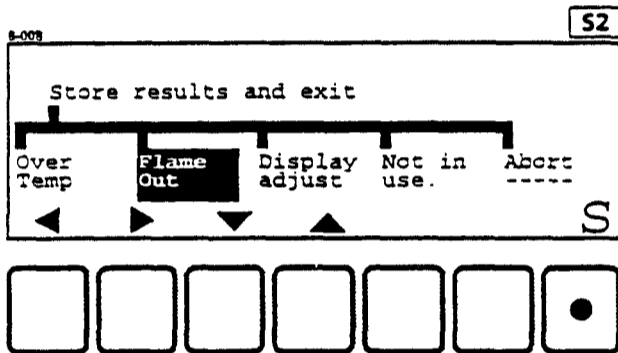 S2
8-008
Store results and exit
Over Flame Display Not in Abort
Temp Out adjust use. -----
S